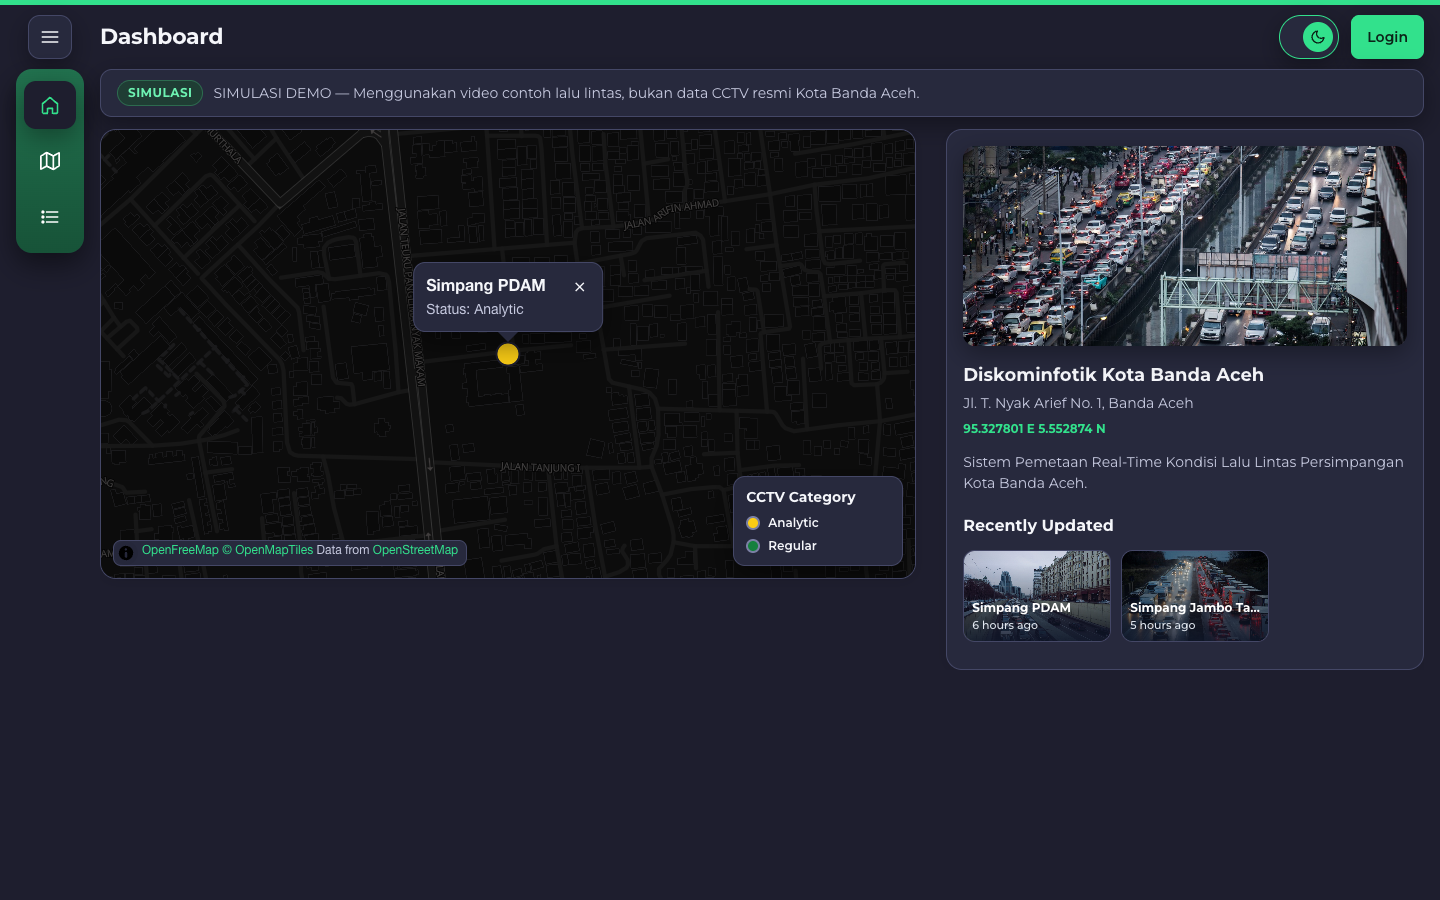 Dashboard
Login
SIMULASI SIMULASI DEMO — Menggunakan video contoh lalu lintas, bukan data CCTV resmi Kota Banda Aceh.
JALAN ARIFIN AHMAD
Simpang PDAM
Status: Analytic
JALAN TANJUNG I
CCTV Category
Analytic
Regular
OpenFreeMap © OpenMapTiles Data from OpenStreetMap
Diskominfotik Kota Banda Aceh
Jl. T. Nyak Arief No. 1, Banda Aceh
95.327801 E 5.552874 N
Sistem Pemetaan Real-Time Kondisi Lalu Lintas Persimpangan
Kota Banda Aceh.
Recently Updated
Simpang PDAM
6 hours ago
Simpang Jambo Ta...
5 hours ago